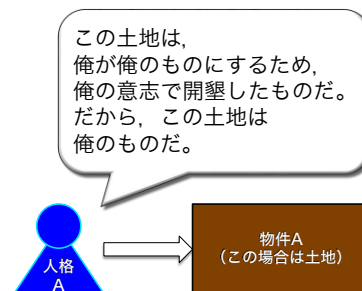 この土地は，
俺が俺のものにするため，
俺の意志で開墾したものだ。
だから，この土地は
俺のものだ。
人格
A
物件A
（この場合は土地）